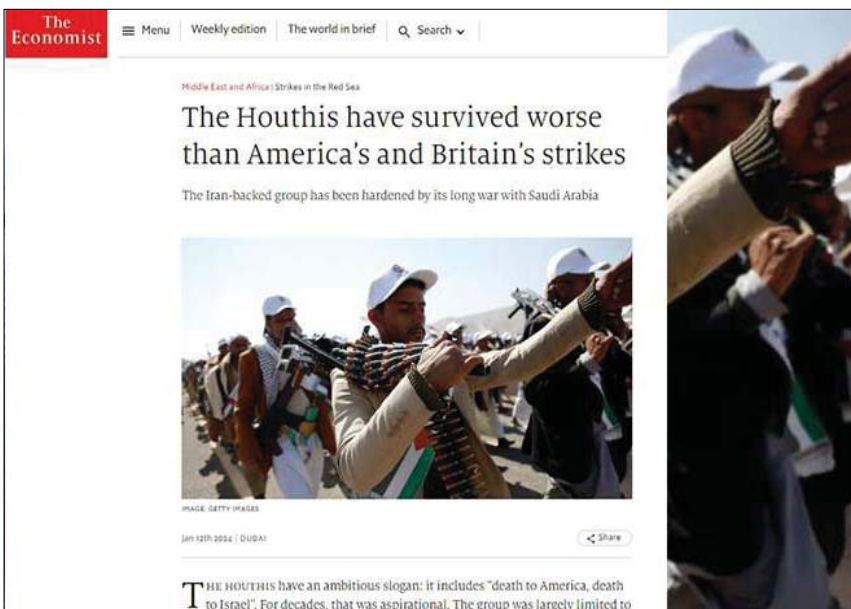 The
Economist
Menu
Weekly edition
The world in brief
Search
Middle East and Africa | Strikes in the Red Sea
The Houthis have survived worse
than America's and Britain's strikes
The Iran-backed group has been hardened by its long war with Saudi Arabia
IMAGE: GETTY IMAGES
Jan 12th 2024 | DUBAI
Share
THE HOUTHIS have an ambitious slogan: it includes "death to America, death
to Israel". For decades, that was aspirational. The group was largely limited to